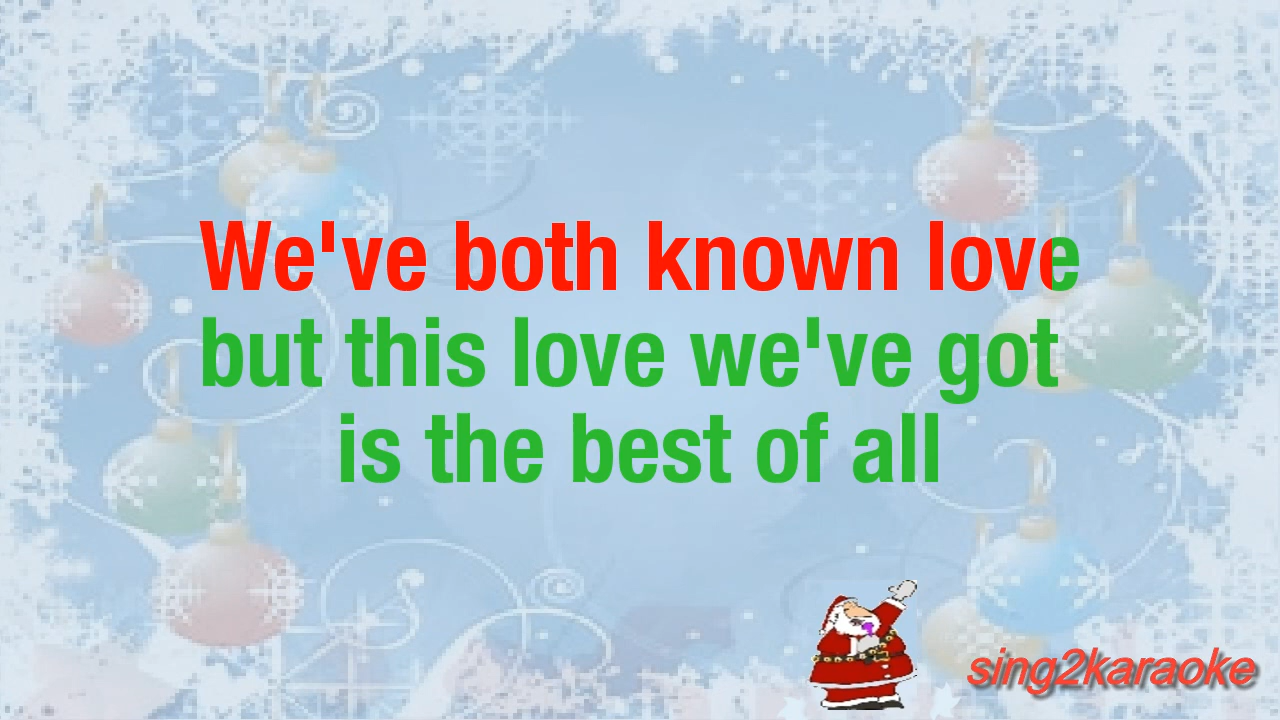 We've both known love
but this love we've got
is the best of all
sing2karaoke